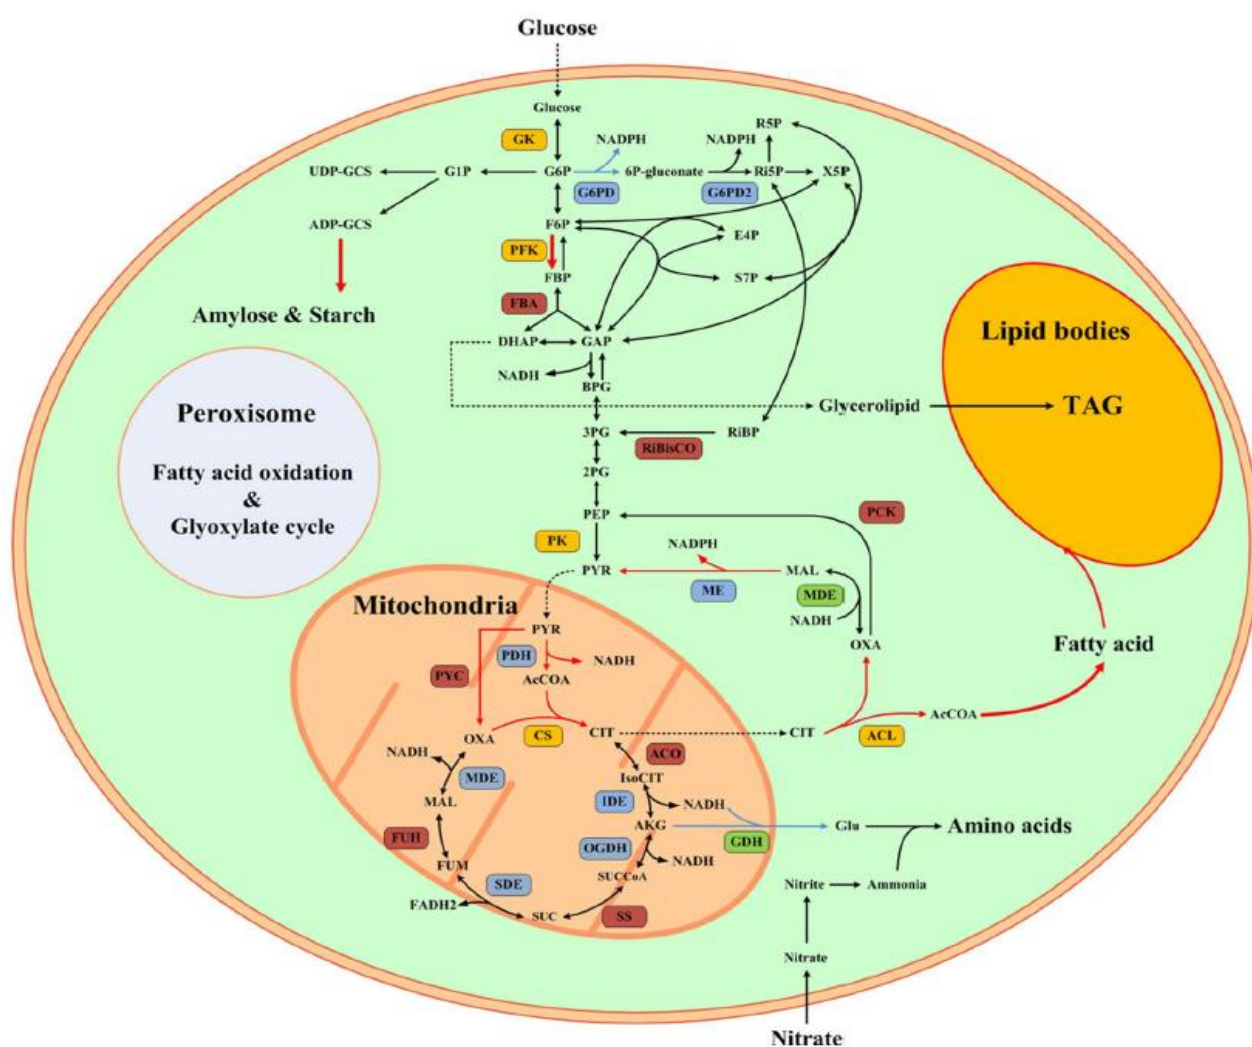 Glucose
Glucose
GK
NADPH
NADPH
R5P
UDP-GCS
G1P
G6P
6P-gluconate
Ri5P
X5P
G6PD
G6PD2
ADP-GCS
F6P
E4P
PFK
FBP
S7P
FBA
Amylose & Starch
DHAP
GAP
NADH
BPG
Lipid bodies
TAG
Glycerolipid
Peroxisome
3PG
RiBP
RiBisCO
2PG
Fatty acid oxidation
&
Glyoxylate cycle
PEP
PCK
PK
NADPH
PYR
MAL
ME
MDE
NADH
Mitochondria
PYR
OXA
Fatty acid
PDH
NADH
PYC
AcCOA
AcCOA
OXA
CS
CIT
CIT
ACL
NADH
ACO
MDE
IsoCIT
MAL
IDE
NADH
FUH
AKG
GDH
Glu
Amino acids
OGDH
FUM
NADH
SUCCoA
SDE
Nitrite
Ammonia
FADH2
SUC
SS
Nitrate
Nitrate